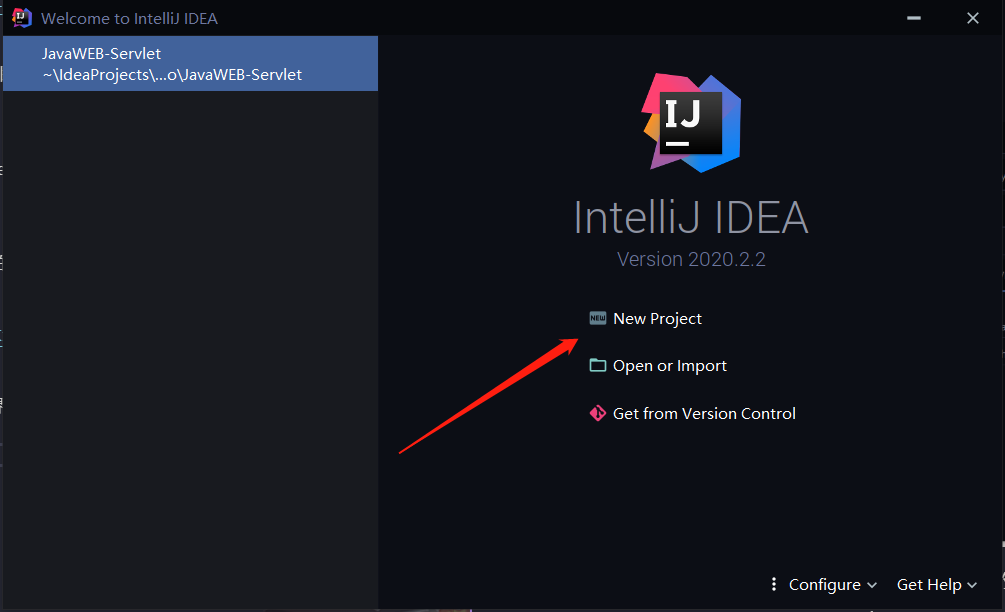 Welcome to IntelliJ IDEA
JavaWEB-Servlet
~\IdeaProjects\...o\JavaWEB-Servlet
IJ
IntelliJ IDEA
Version 2020.2.2
NEW New Project
Open or Import
Get from Version Control
Configure
Get Help